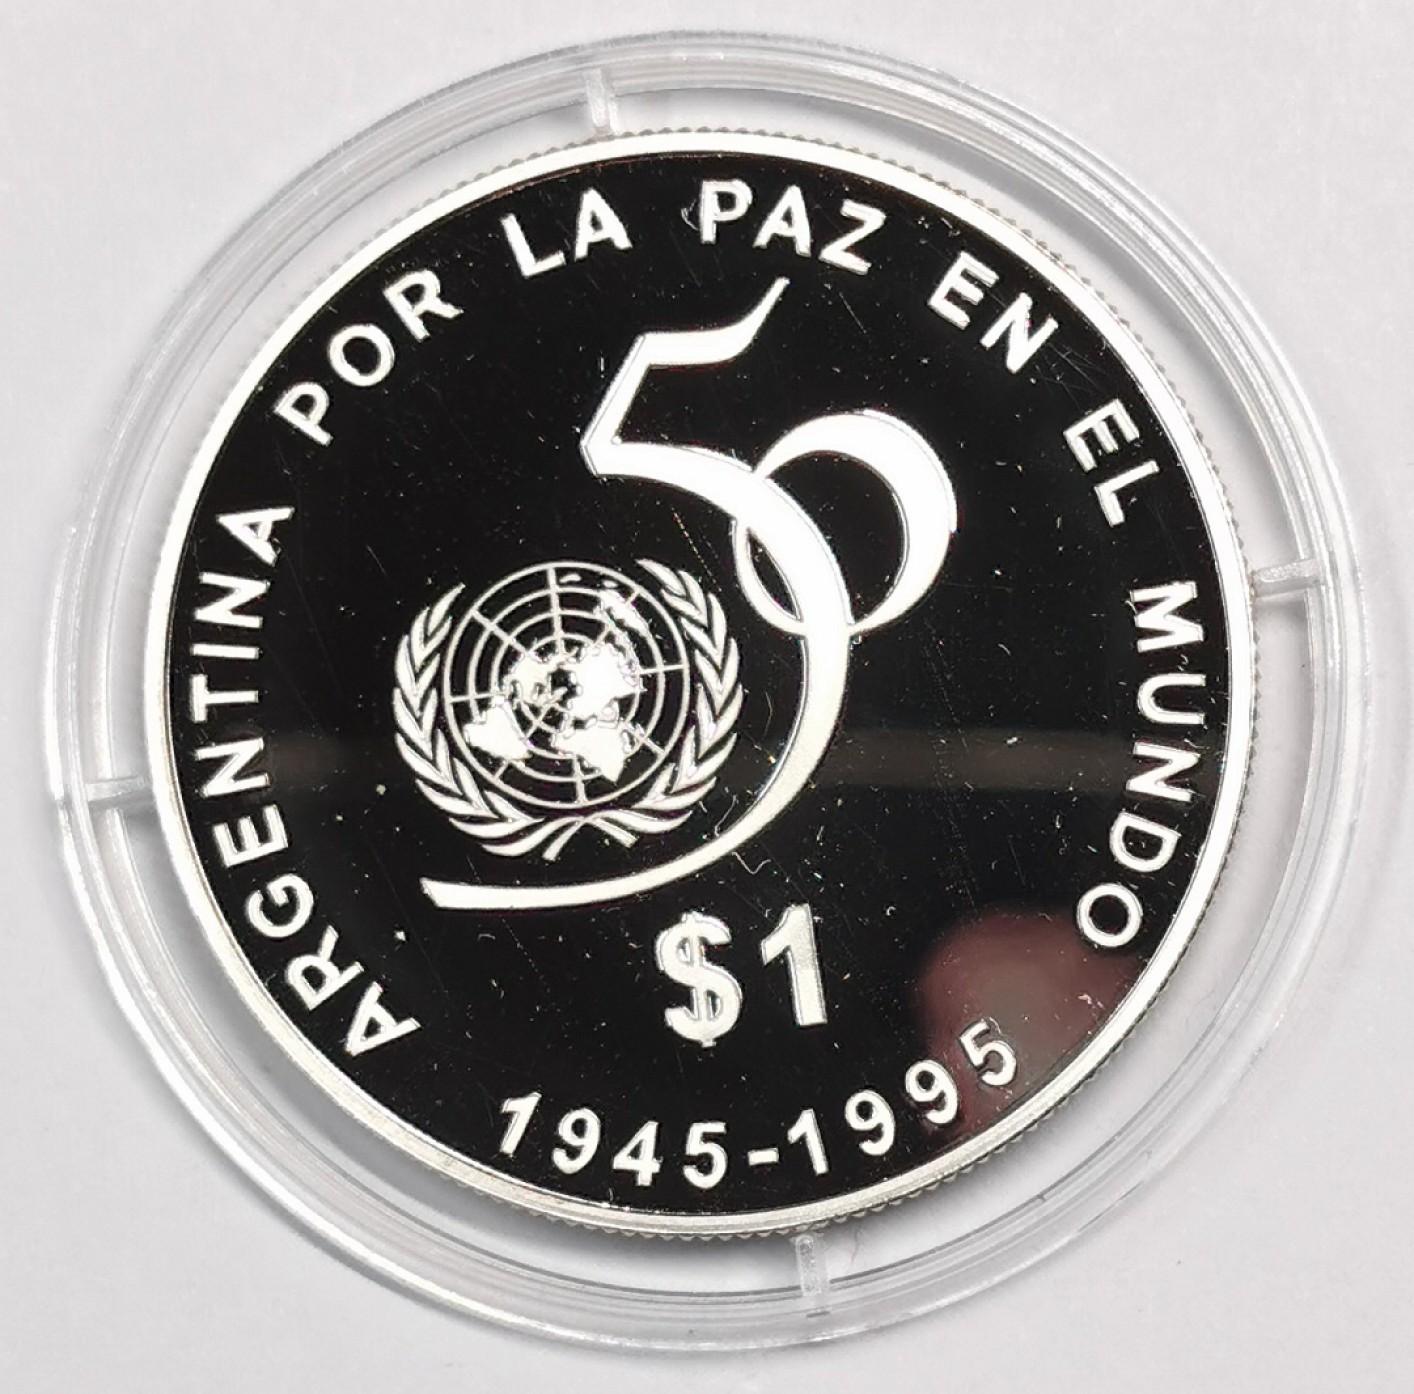 ARGENTINA POR LA PAZ EN EL MUNDO
50
$1
1945-1995